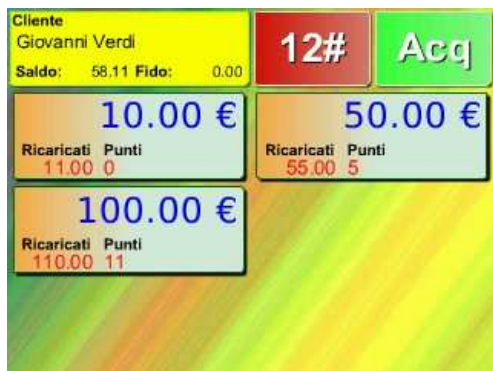 Cliente
Giovanni Verdi
Saldo: 58.11 Fido: 0.00
12#
Acq
10.00 €
Ricaricati Punti
11.00 0
50.00 €
Ricaricati Punti
55.00 5
100.00 €
Ricaricati Punti
110.00 11